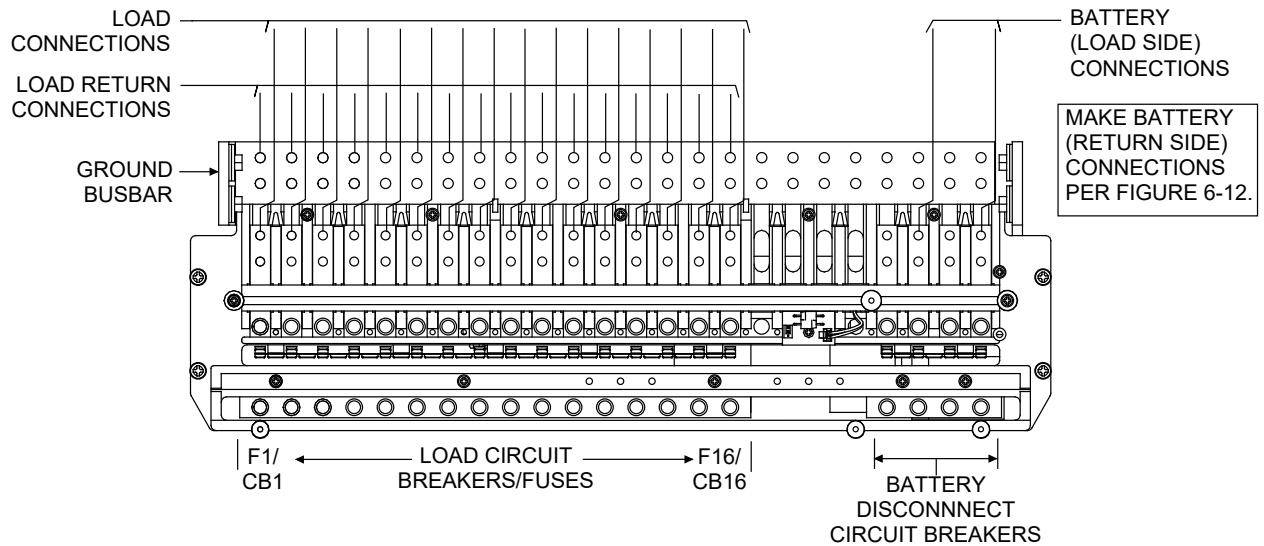 LOAD
CONNECTIONS
LOAD RETURN
CONNECTIONS
GROUND
BUSBAR
BATTERY
(LOAD SIDE)
CONNECTIONS
MAKE BATTERY
(RETURN SIDE)
CONNECTIONS
PER FIGURE 6-12.
F1/
CB1
LOAD CIRCUIT
BREAKERS/FUSES
F16/
CB16
BATTERY
DISCONNNECT
CIRCUIT BREAKERS